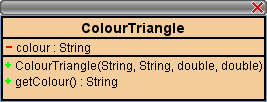 ColourTriangle
- colour : String
+ ColourTriangle(String, String, double, double)
+ getColour() : String